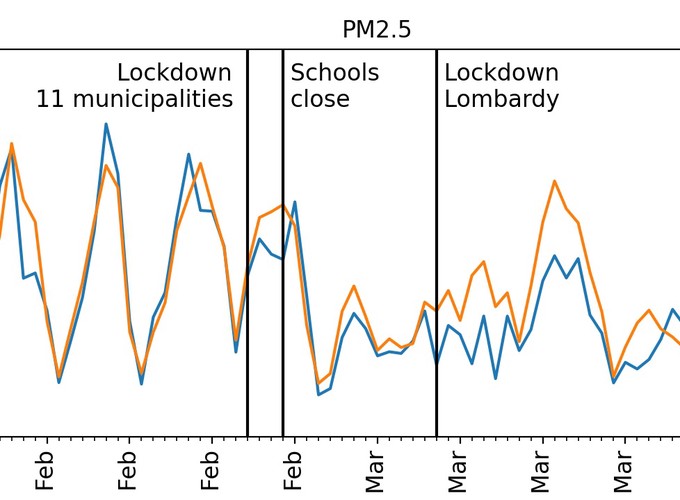 PM2.5
Lockdown
11 municipalities
Schools
close
Lockdown
Lombardy
Feb
Feb
Feb
Feb
Mar
Mar
Mar
Mar